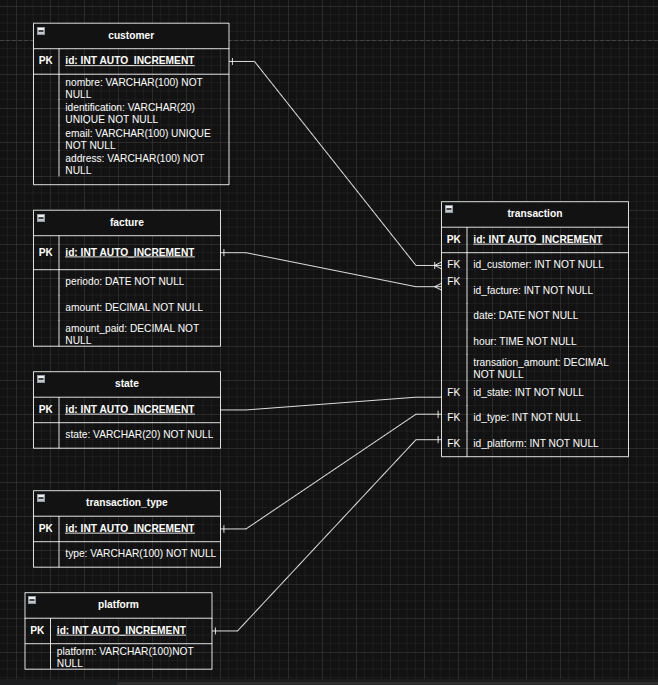 customer
PK id: INT AUTO_INCREMENT
nombre: VARCHAR(100) NOT
NULL
identification: VARCHAR(20)
UNIQUE NOT NULL
email: VARCHAR(100) UNIQUE
NOT NULL
address: VARCHAR(100) NOT
NULL
facture
PK id: INT AUTO_INCREMENT
periodo: DATE NOT NULL
amount: DECIMAL NOT NULL
amount_paid: DECIMAL NOT
NULL
state
PK id: INT AUTO_INCREMENT
state: VARCHAR(20) NOT NULL
transaction_type
PK id: INT AUTO_INCREMENT
type: VARCHAR(100) NOT NULL
platform
PK id: INT AUTO_INCREMENT
platform: VARCHAR(100)NOT
NULL
transaction
PK id: INT AUTO_INCREMENT
FK id_customer: INT NOT NULL
FK id_facture: INT NOT NULL
date: DATE NOT NULL
hour: TIME NOT NULL
transation_amount: DECIMAL
NOT NULL
FK id_state: INT NOT NULL
FK id_type: INT NOT NULL
FK id_platform: INT NOT NULL